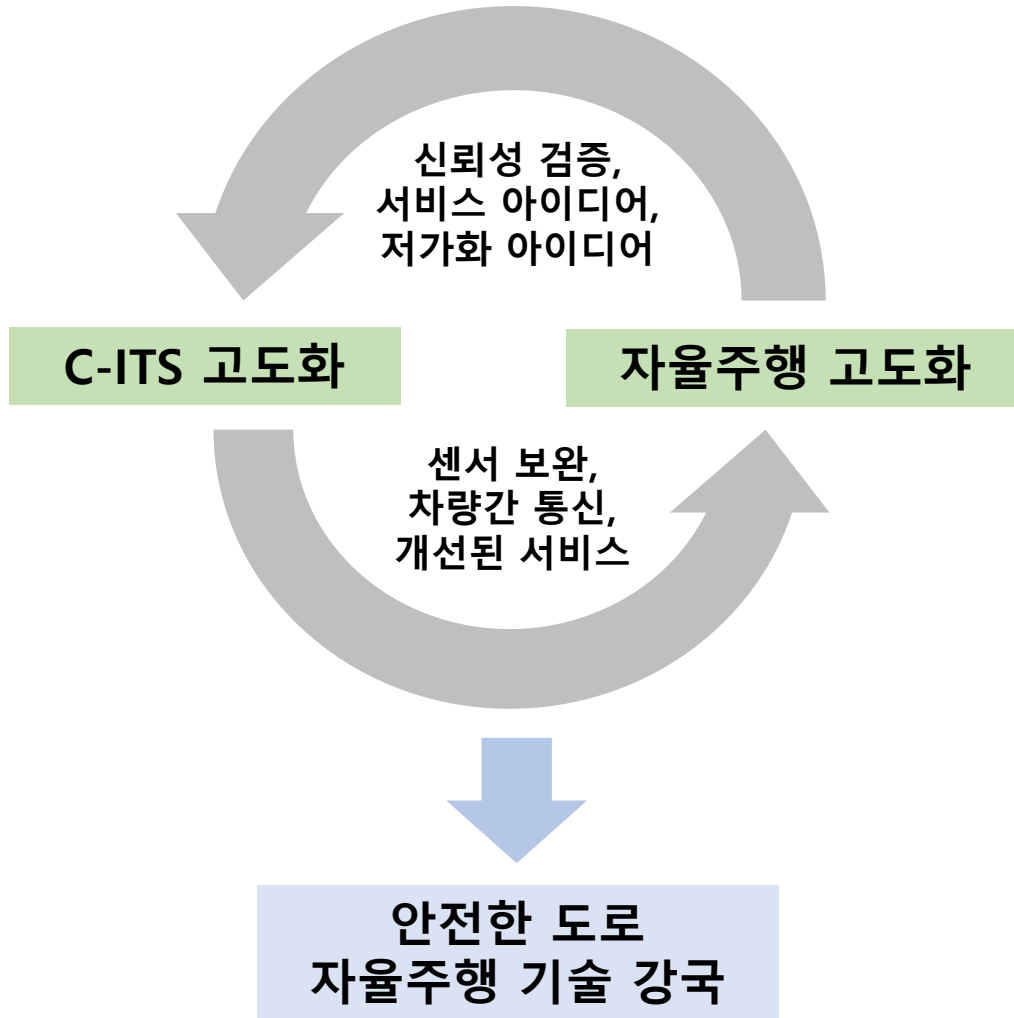 신뢰성 검증,
서비스 아이디어,
저가화 아이디어
C-ITS 고도화
자율주행 고도화
센서 보완,
차량간 통신,
개선된 서비스
안전한 도로
자율주행 기술 강국